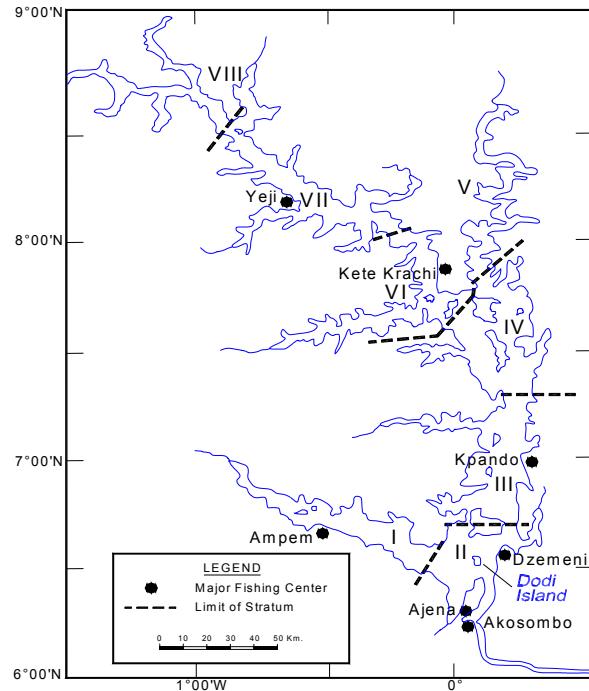 9°00'N
VIII
V
Yeji
VII
8°00'N
Kete Krachi
VI
IV
7°00'N
Kpando
III
Ampem
I
II
Dzemeni
Dodi
Island
Ajena
Akosombo
LEGEND
Major Fishing Center
Limit of Stratum
0 10 20 30 40 50 Km.
6°00'N
1°00'W
0°